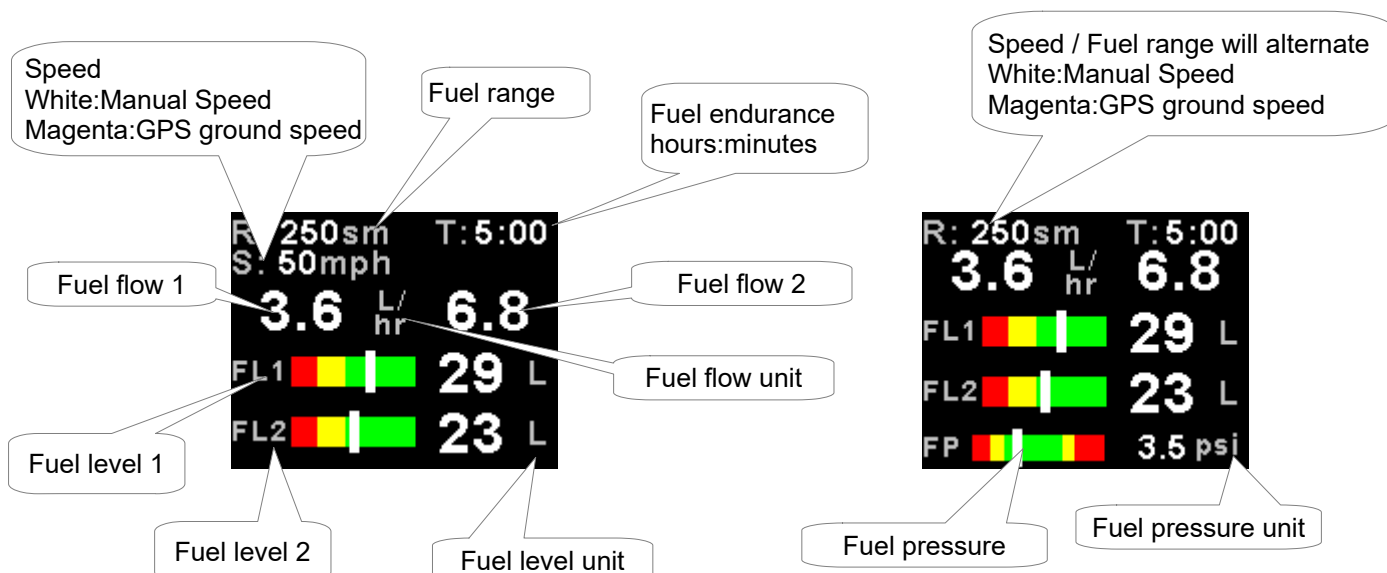 Speed
White:Manual Speed
Magenta:GPS ground speed
Fuel range
Fuel endurance
hours:minutes
Speed / Fuel range will alternate
White:Manual Speed
Magenta:GPS ground speed
R: 250sm T:5:00
S: 50mph
Fuel flow 1
3.6 L/hr 6.8
Fuel flow 2
FL1 29 L
Fuel flow unit
FL2 23 L
Fuel level 1
Fuel level 2
Fuel level unit
R: 250sm T:5:00
3.6 L/hr 6.8
FL1 29 L
FL2 23 L
FP 3.5 psi
Fuel pressure
Fuel pressure unit